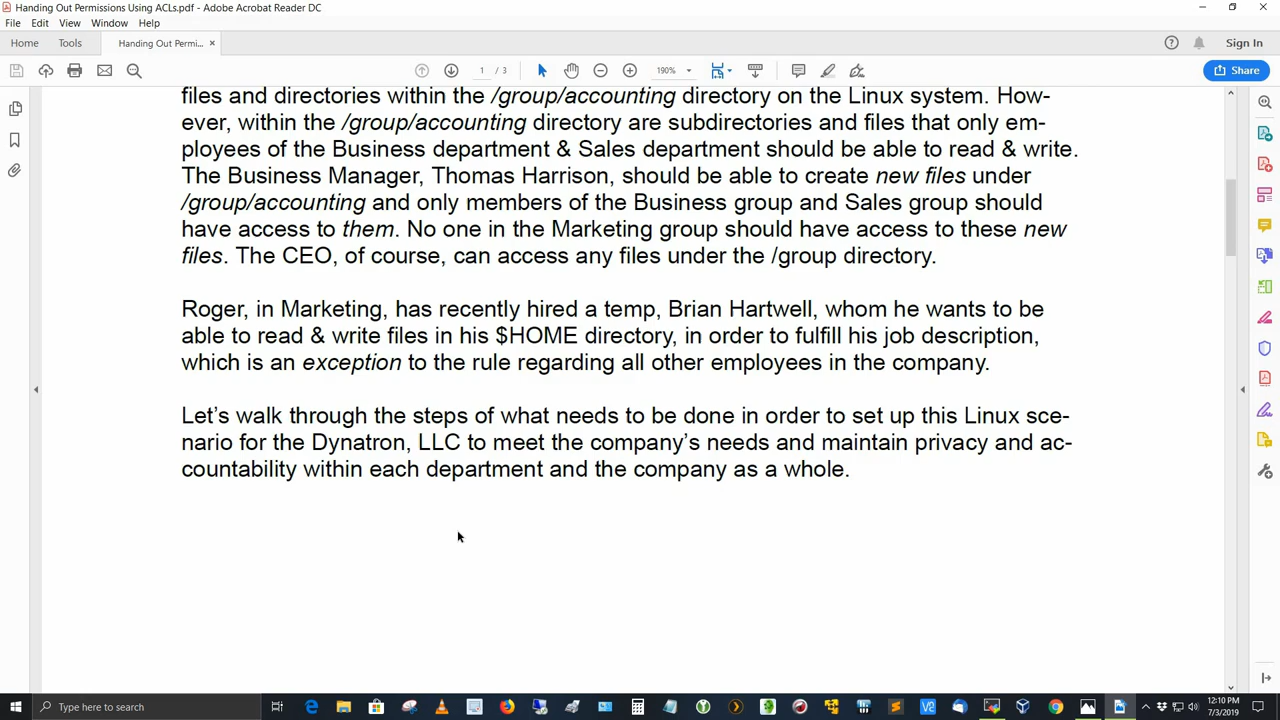 Handing Out Permissions Using ACLs.pdf - Adobe Acrobat Reader DC
File Edit View Window Help
Home Tools Handing Out Permi... × Sign In
1 / 3 190% Share
files and directories within the /group/accounting directory on the Linux system. How-
ever, within the /group/accounting directory are subdirectories and files that only em-
ployees of the Business department & Sales department should be able to read & write.
The Business Manager, Thomas Harrison, should be able to create new files under
/group/accounting and only members of the Business group and Sales group should
have access to them. No one in the Marketing group should have access to these new
files. The CEO, of course, can access any files under the /group directory.
Roger, in Marketing, has recently hired a temp, Brian Hartwell, whom he wants to be
able to read & write files in his $HOME directory, in order to fulfill his job description,
which is an exception to the rule regarding all other employees in the company.
Let's walk through the steps of what needs to be done in order to set up this Linux sce-
nario for the Dynatron, LLC to meet the company's needs and maintain privacy and ac-
countability within each department and the company as a whole.
Type here to search
12:10 PM
7/3/2019